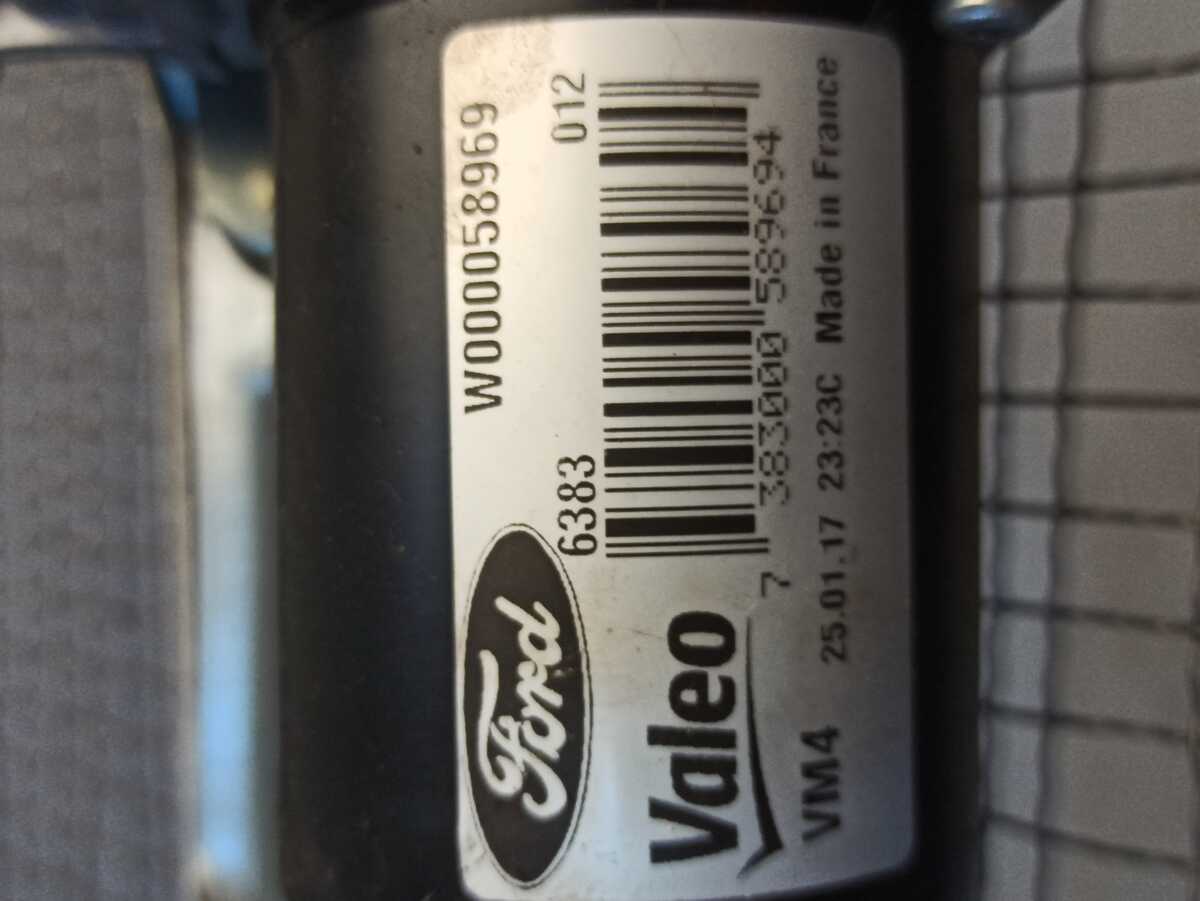 Ford
W000058969
6383
012
Valeo
7 383000 589694
VM4 25.01.17 23:23C Made in France